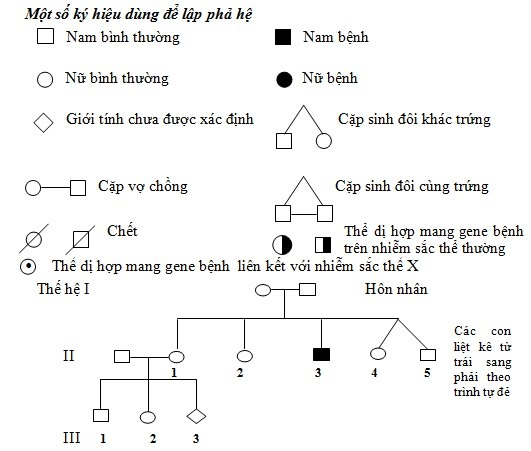 Một số ký hiệu dùng để lập phả hệ
Nam bình thường
Nam bệnh
Nữ bình thường
Nữ bệnh
Giới tính chưa được xác định
Cặp sinh đôi khác trứng
Cặp vợ chồng
Cặp sinh đôi cùng trứng
Chết
Thể dị hợp mang gene bệnh
trên nhiễm sắc thể thường
Thể dị hợp mang gene bệnh liên kết với nhiễm sắc thể X
Thế hệ I
Hôn nhân
Các con
liệt kê từ
trái sang
phải theo
trình tự đẻ
II
1 2 3 4 5
III 1 2 3